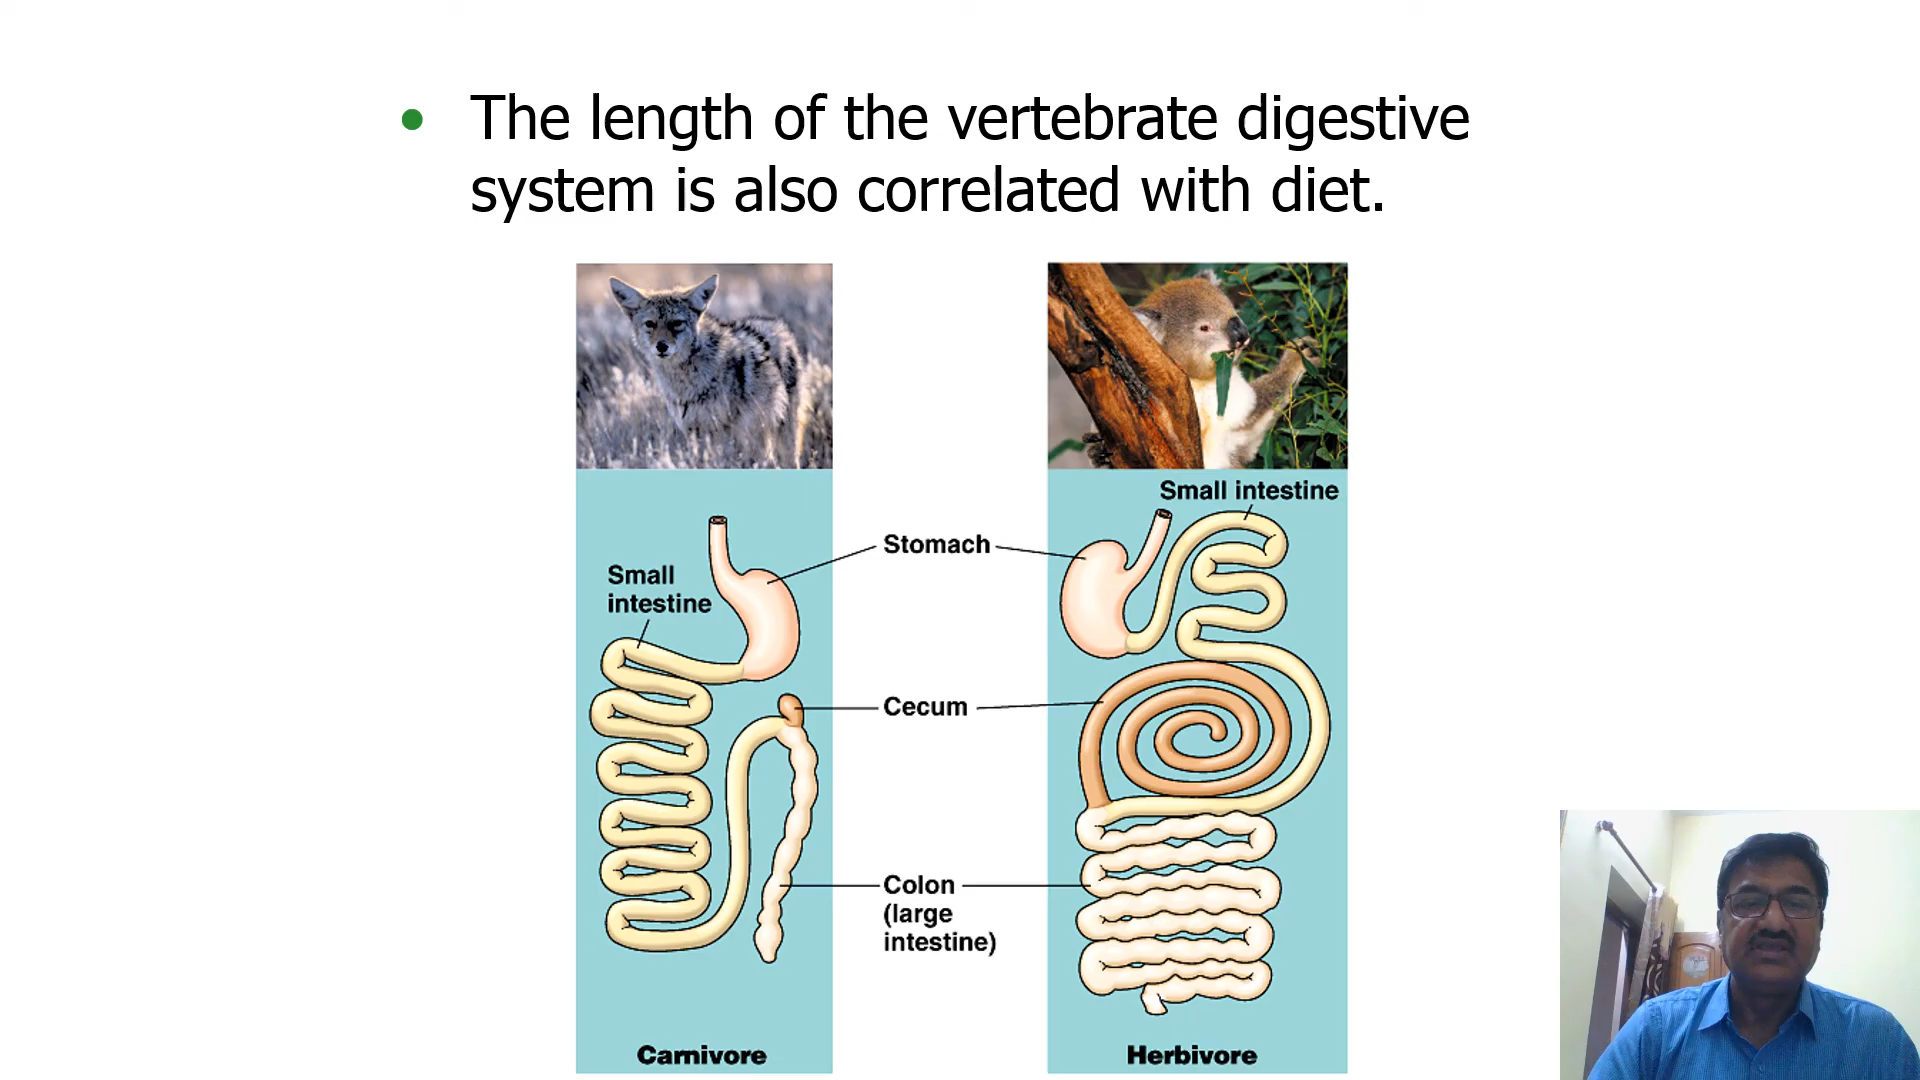 The length of the vertebrate digestive
system is also correlated with diet.
Small intestine
Stomach
Small
intestine
Cecum
Colon
(large
intestine)
Carnivore
Herbivore